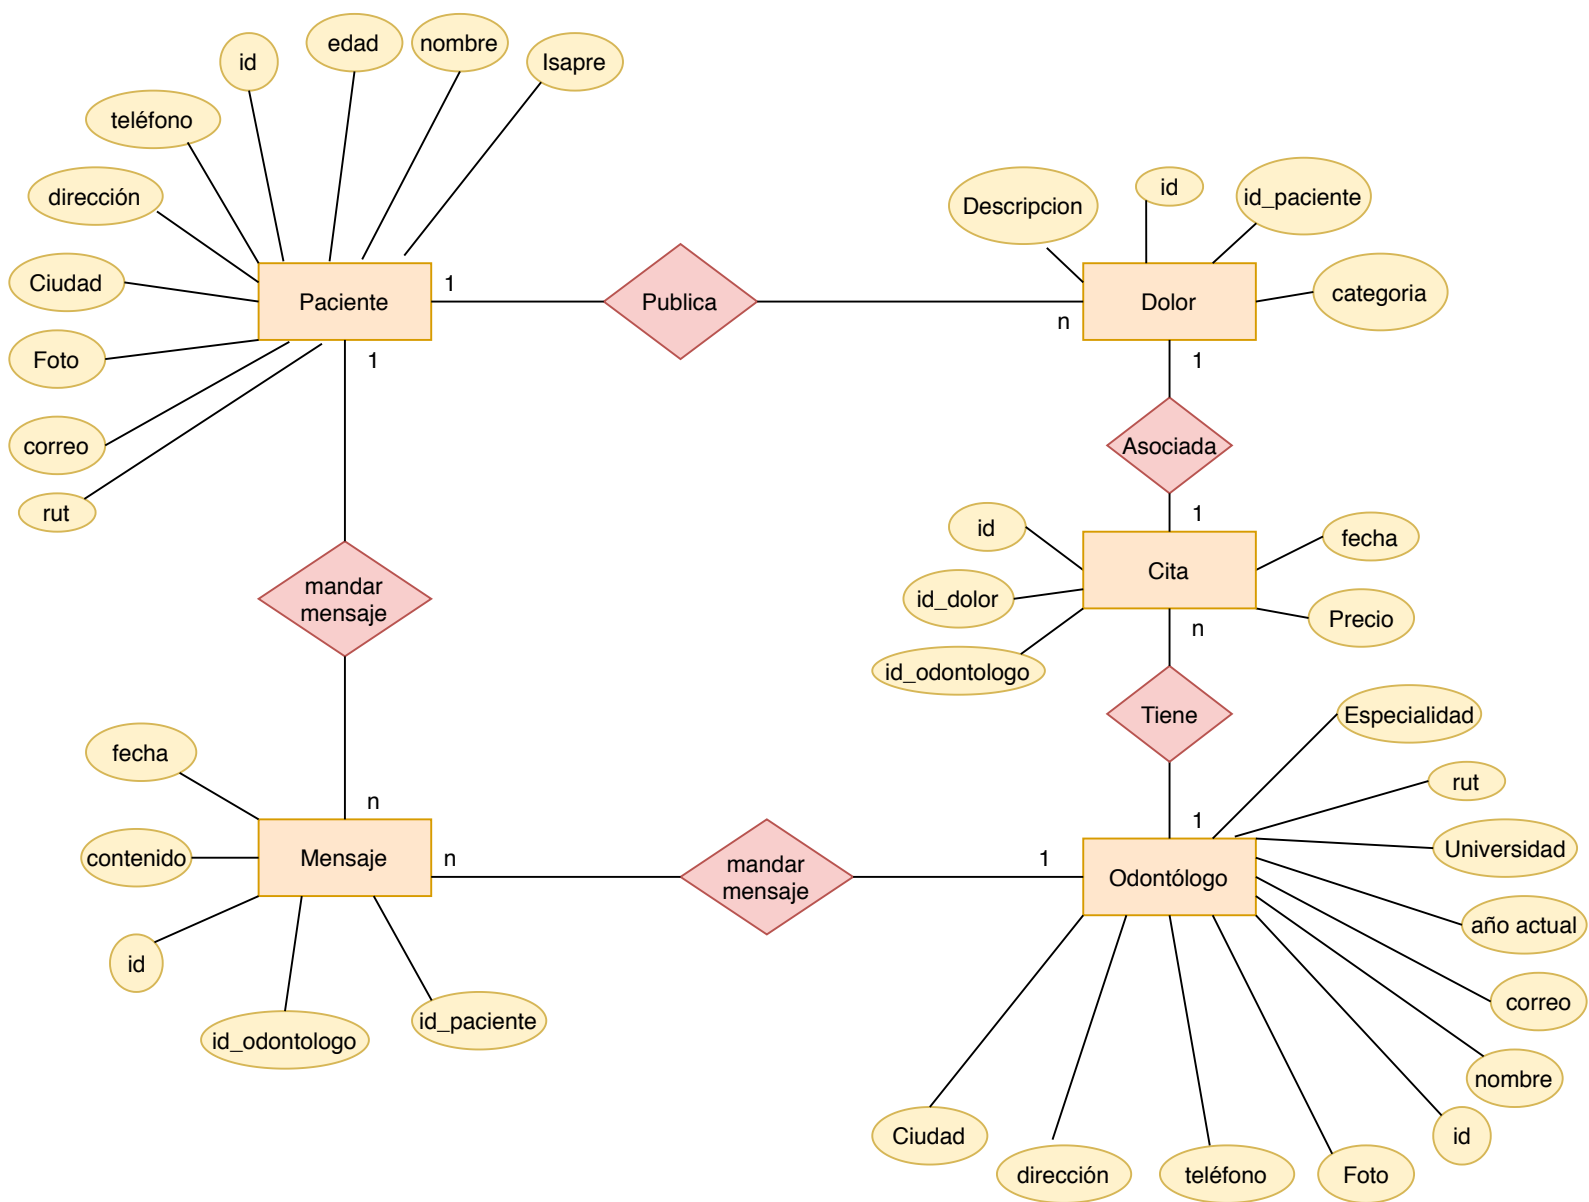 edad
nombre
id
Isapre
teléfono
dirección
Descripcion
id
id_paciente
Ciudad
Paciente
1
Publica
n
Dolor
categoria
Foto
1
1
correo
Asociada
rut
1
id
fecha
Cita
mandar
mensaje
id_dolor
Precio
n
id_odontologo
Tiene
Especialidad
fecha
rut
n
1
contenido
Mensaje
n
mandar
mensaje
1
Odontólogo
Universidad
año actual
id
correo
id_odontologo
id_paciente
nombre
Ciudad
id
dirección
teléfono
Foto